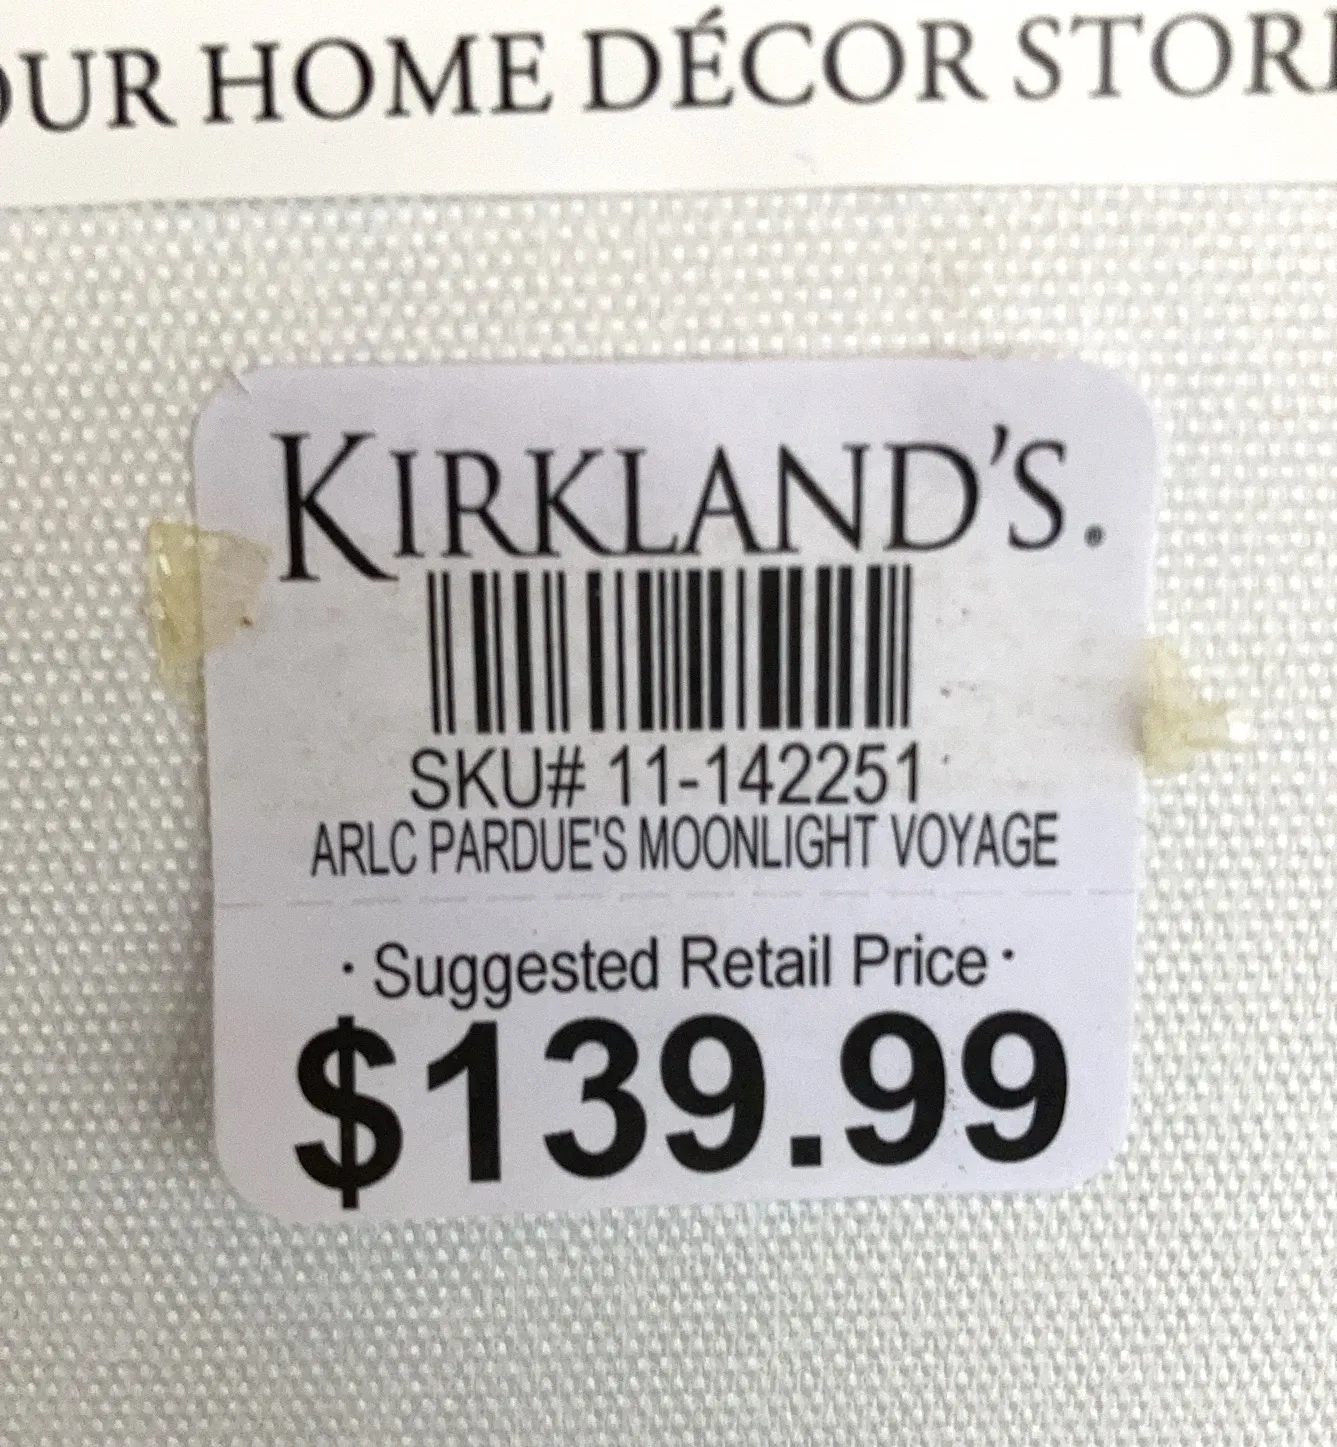 OUR HOME DÉCOR STORE
KIRKLAND'S.
SKU# 11-142251
ARLC PARDUE'S MOONLIGHT VOYAGE
· Suggested Retail Price ·
$139.99